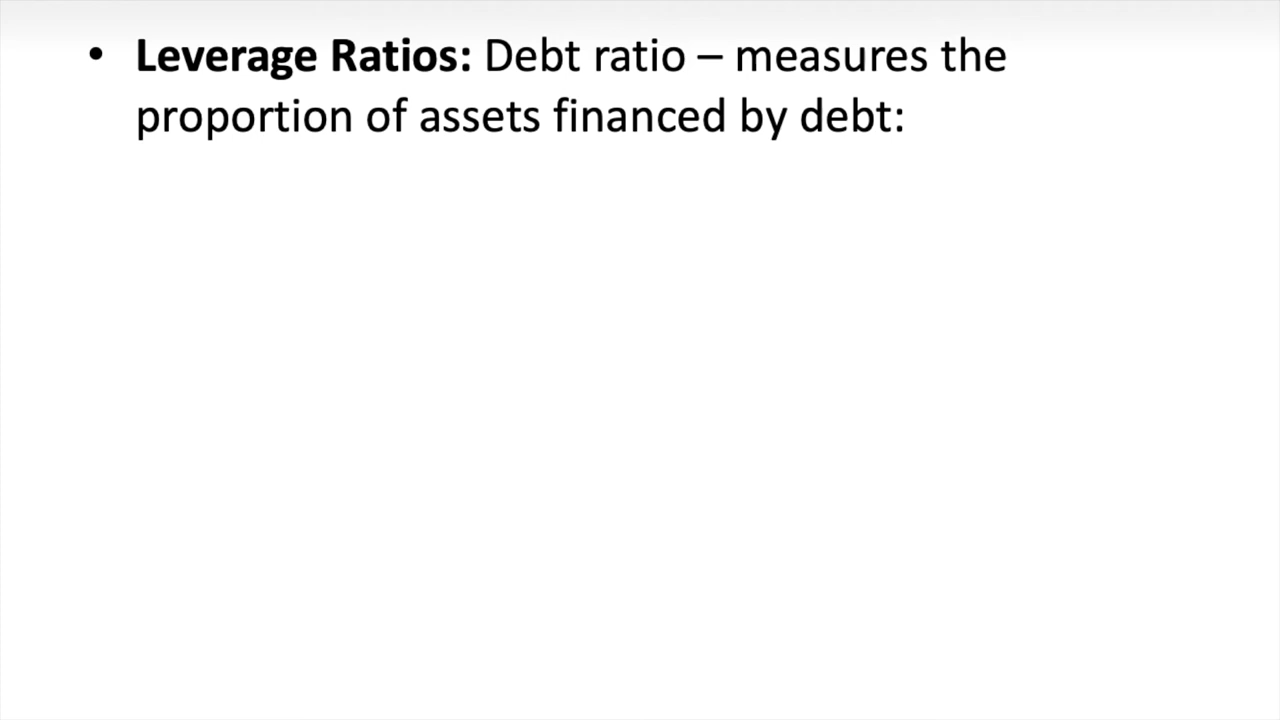 • Leverage Ratios: Debt ratio – measures the
proportion of assets financed by debt: